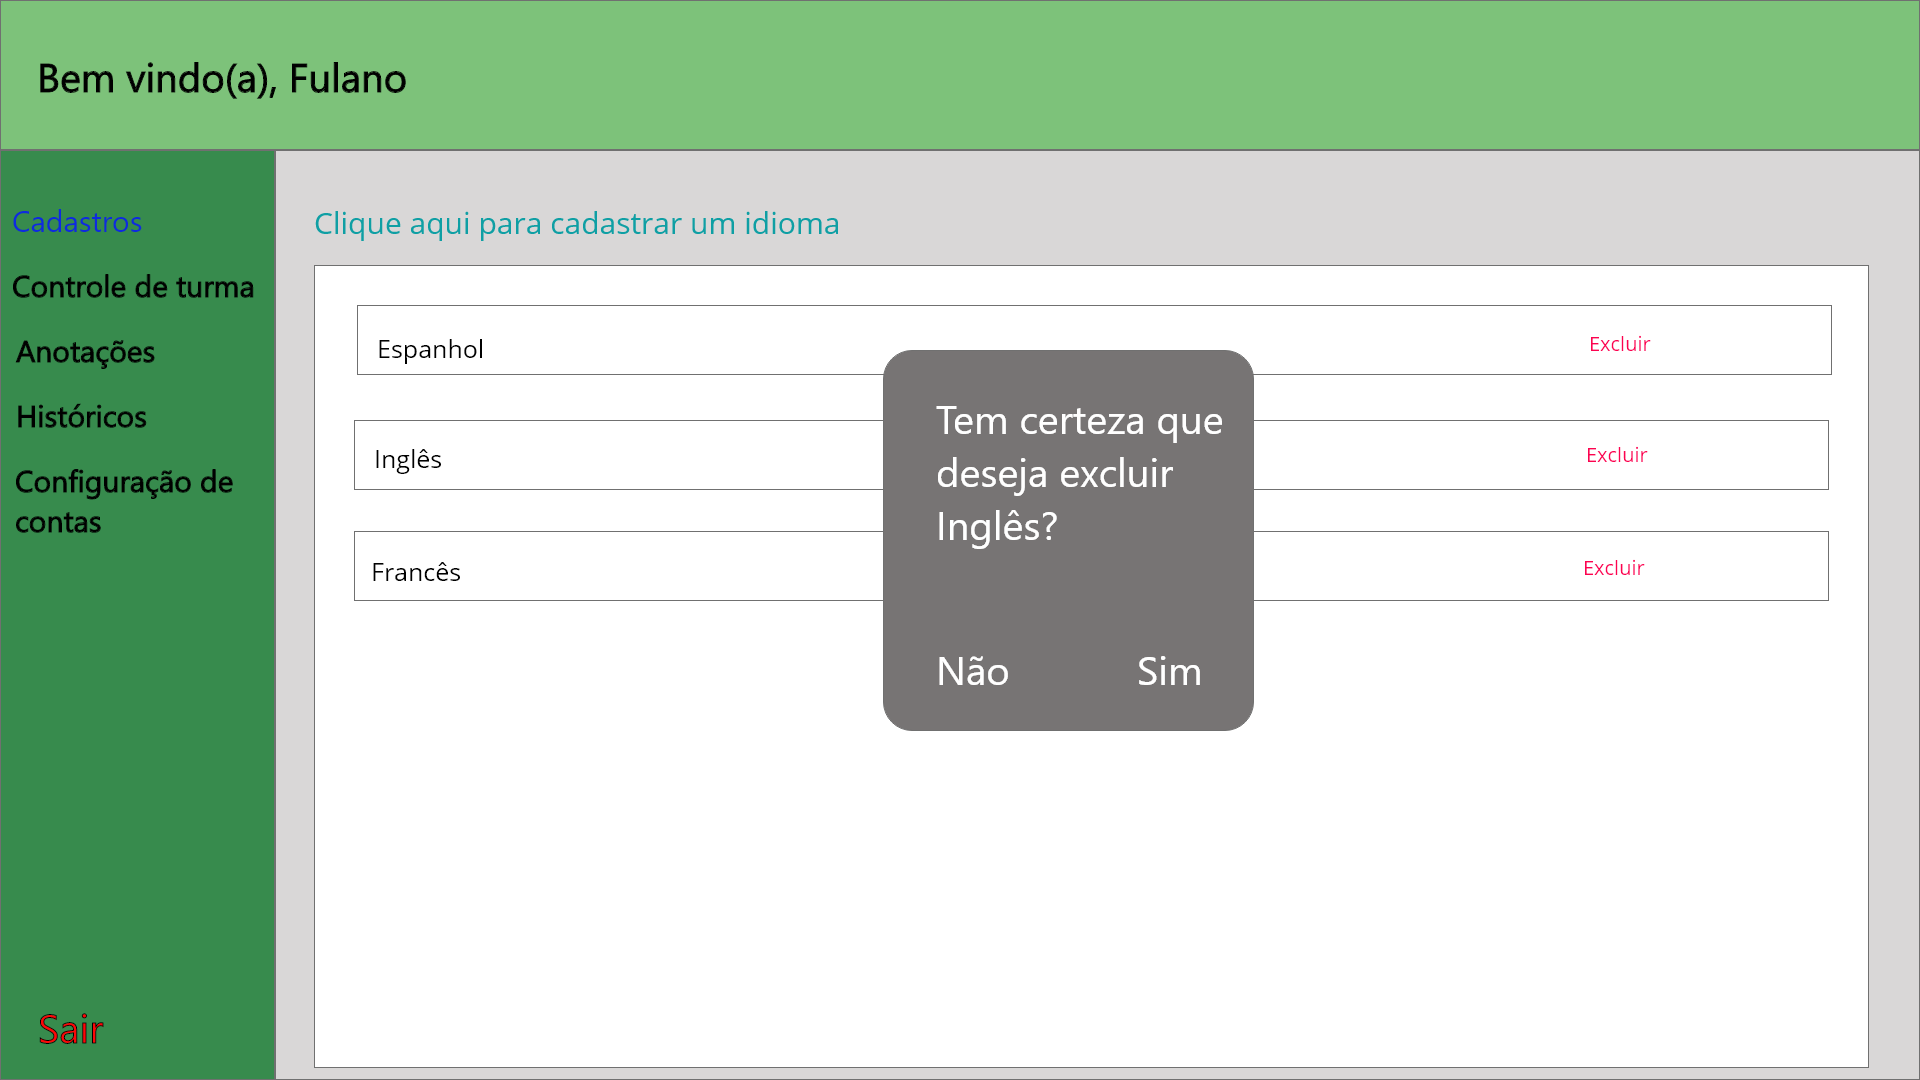 Bem vindo(a), Fulano
Cadastros
Controle de turma
Anotações
Históricos
Configuração de
contas
Sair
Clique aqui para cadastrar um idioma
Espanhol
Excluir
Inglês
Excluir
Francês
Excluir
Tem certeza que
deseja excluir
Inglês?
Não
Sim